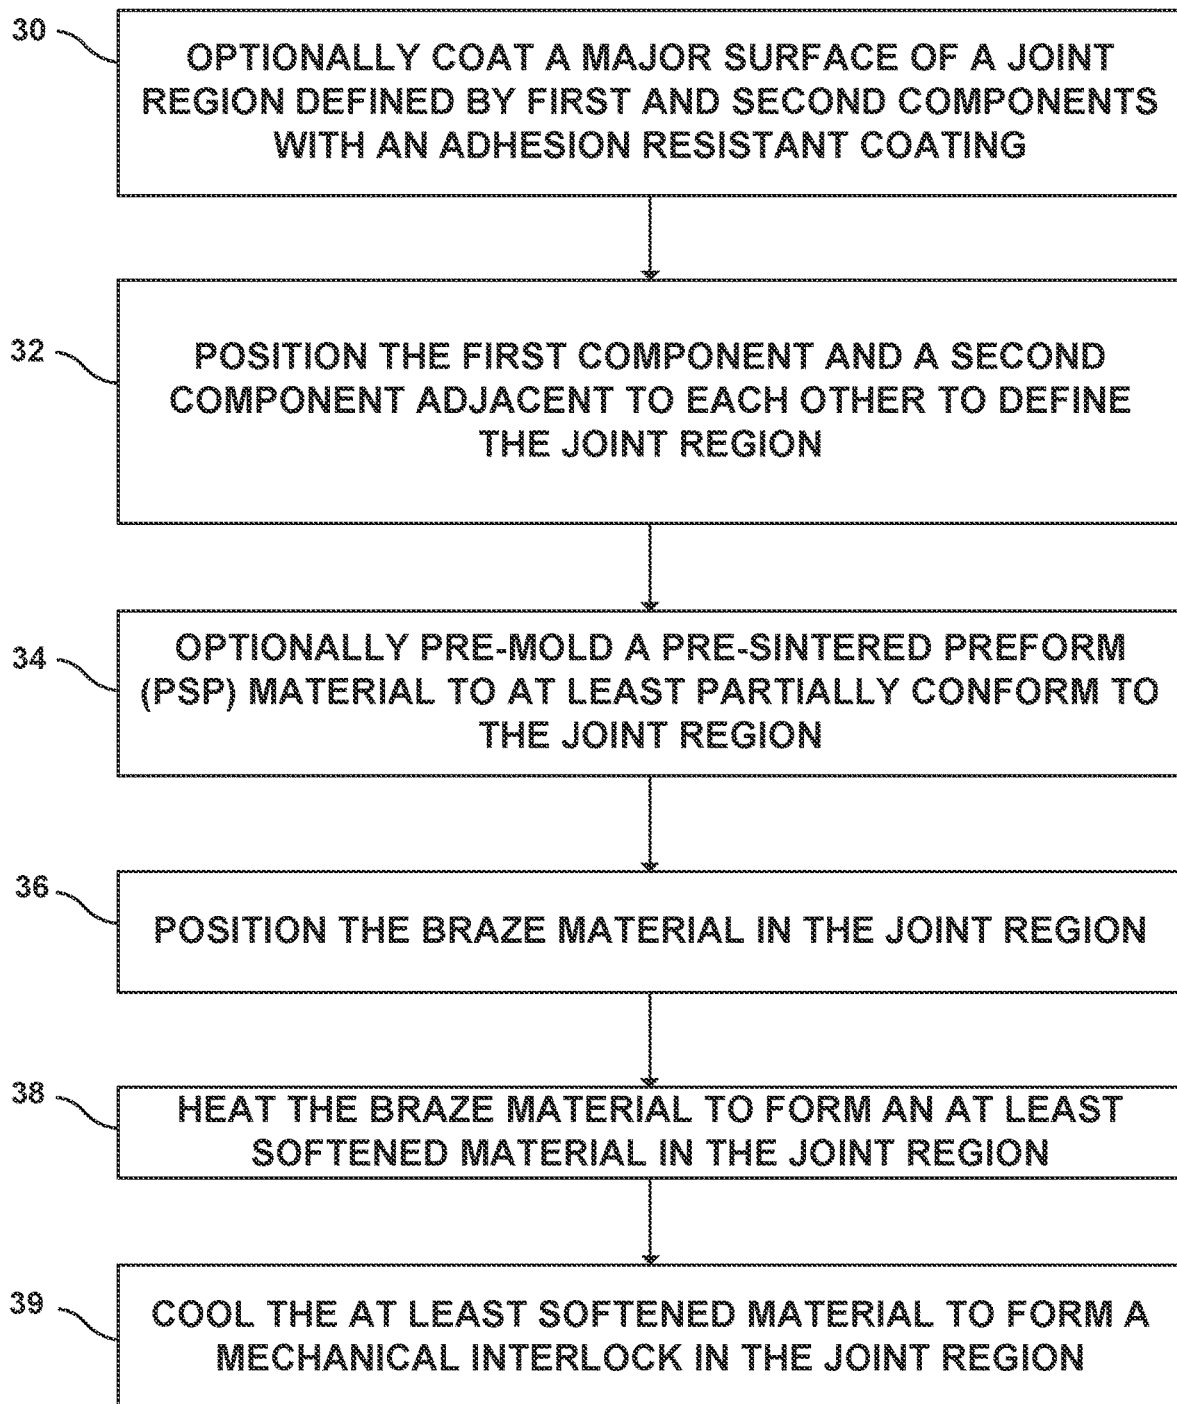 30
OPTIONALLY COAT A MAJOR SURFACE OF A JOINT
REGION DEFINED BY FIRST AND SECOND COMPONENTS
WITH AN ADHESION RESISTANT COATING
32
POSITION THE FIRST COMPONENT AND A SECOND
COMPONENT ADJACENT TO EACH OTHER TO DEFINE
THE JOINT REGION
34
OPTIONALLY PRE-MOLD A PRE-SINTERED PREFORM
(PSP) MATERIAL TO AT LEAST PARTIALLY CONFORM TO
THE JOINT REGION
36
POSITION THE BRAZE MATERIAL IN THE JOINT REGION
38
HEAT THE BRAZE MATERIAL TO FORM AN AT LEAST
SOFTENED MATERIAL IN THE JOINT REGION
39
COOL THE AT LEAST SOFTENED MATERIAL TO FORM A
MECHANICAL INTERLOCK IN THE JOINT REGION